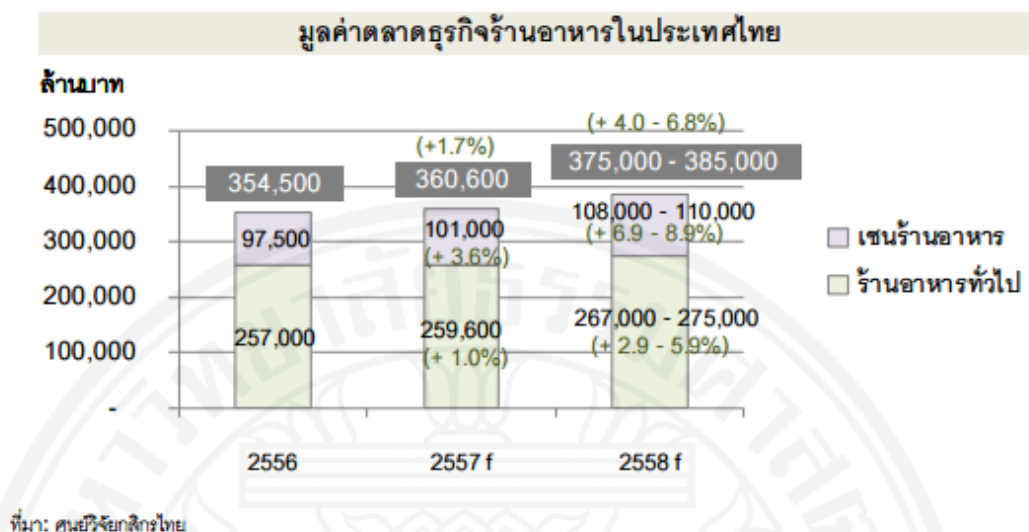 มูลค่าตลาดธุรกิจร้านอาหารในประเทศไทย
ล้านบาท
500,000
400,000
300,000
200,000
100,000
-
354,500
97,500
257,000
(+1.7%)
360,600
101,000
(+ 3.6%)
259,600
(+ 1.0%)
(+ 4.0 - 6.8%)
375,000 - 385,000
108,000 - 110,000
(+ 6.9 - 8.9%)
267,000 - 275,000
(+ 2.9 - 5.9%)
เชนร้านอาหาร
ร้านอาหารทั่วไป
2556
2557 f
2558 f
ที่มา: ศูนย์วิจัยกสิกรไทย